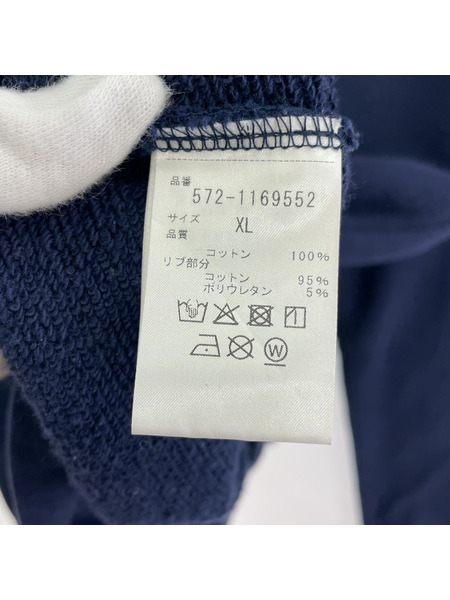 品番
572-1169552
サイズ XL
品質
コットン 100%
リブ部分
コットン 95%
ポリウレタン 5%
W